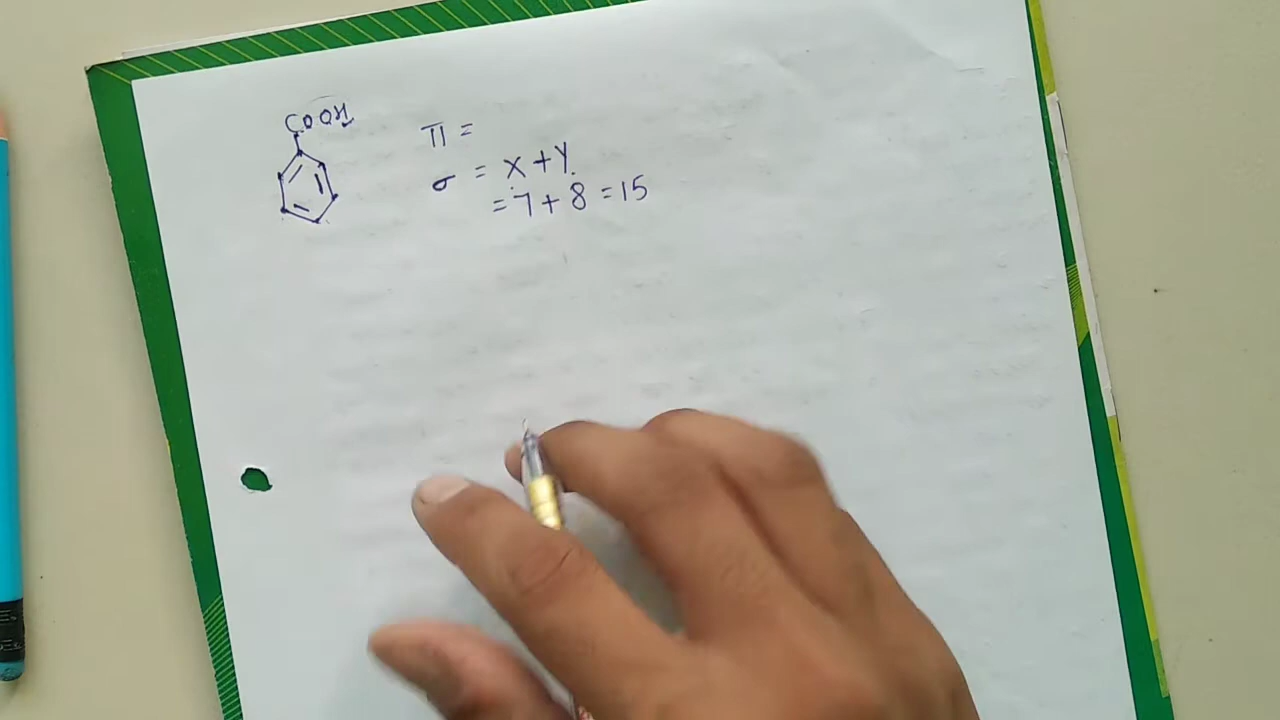 COOH
π =
σ = x + y
= 7 + 8 = 15